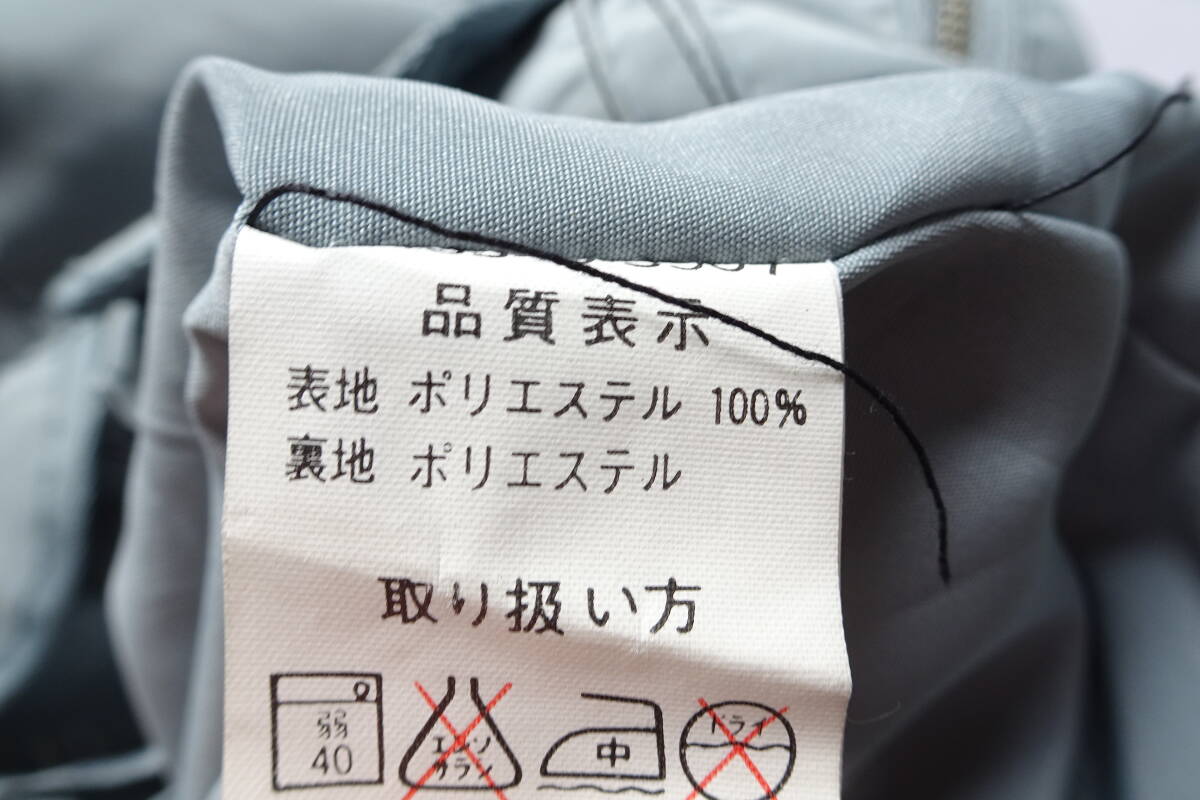 品質表示
表地 ポリエステル 100%
裏地 ポリエステル
取り扱い方
弱 40 エンソ サラシ 中 ドライ